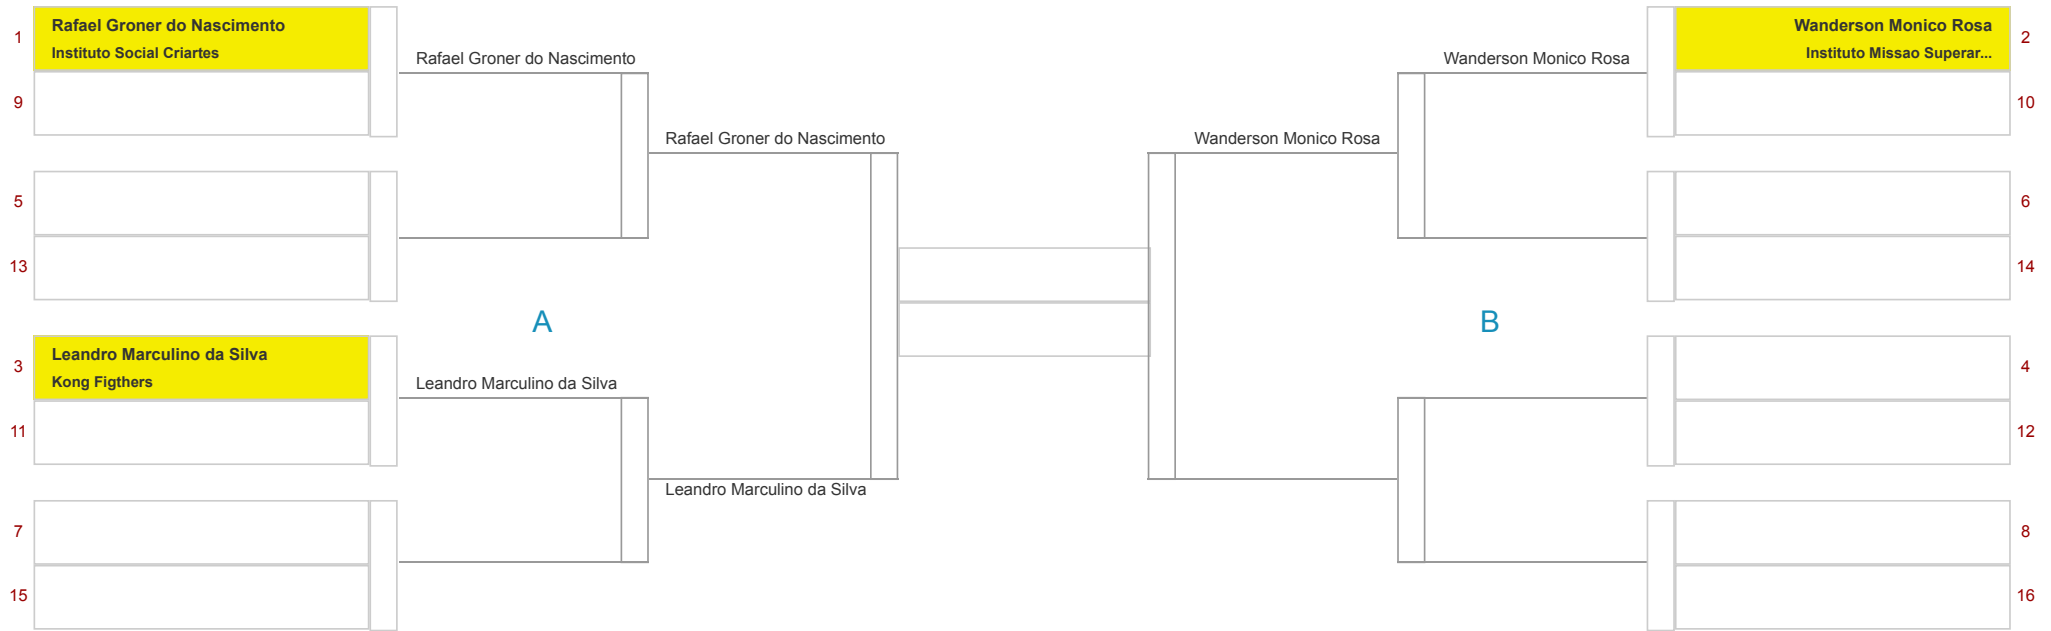 1
Rafael Groner do Nascimento
Instituto Social Criartes
9
5
13
3
Leandro Marculino da Silva
Kong Figthers
11
7
15
Rafael Groner do Nascimento
Leandro Marculino da Silva
A
Rafael Groner do Nascimento
Leandro Marculino da Silva
Wanderson Monico Rosa
B
Wanderson Monico Rosa
Wanderson Monico Rosa
Instituto Missao Superar...
2
10
6
14
4
12
8
16